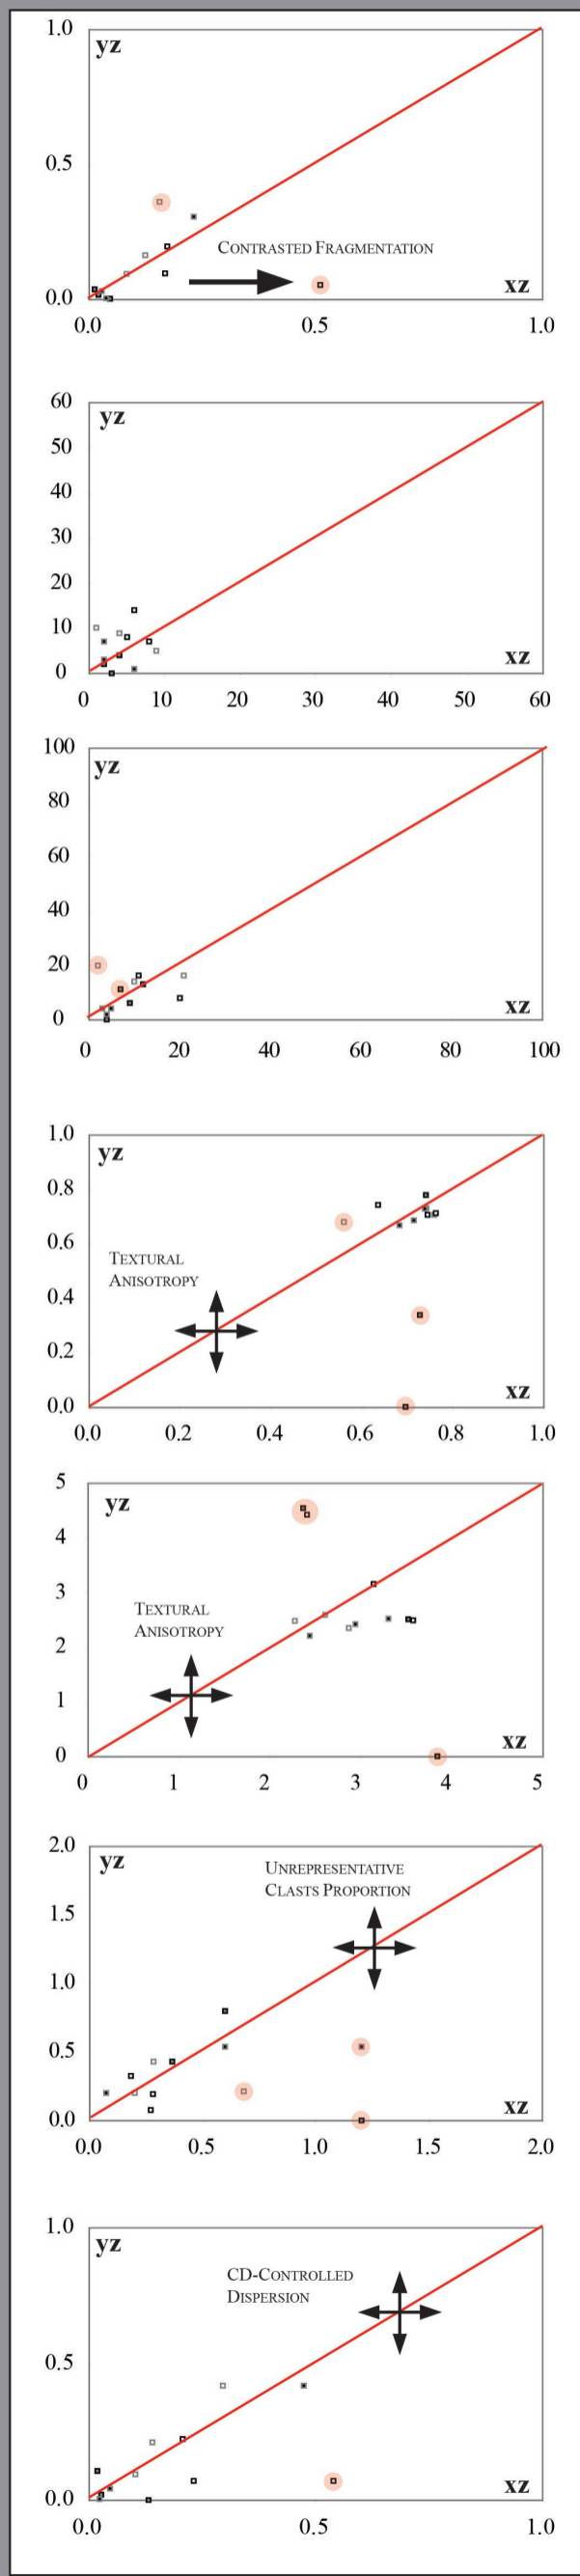 1.0
yz
0.5
CONTRASTED FRAGMENTATION
xz
0.0
0.0 0.5 1.0
60
yz
50
40
30
20
10
xz
0
0 10 20 30 40 50 60
100
yz
80
60
40
20
xz
0
0 20 40 60 80 100
1.0
yz
0.8
0.6
TEXTURAL
ANISOTROPY
0.4
0.2
xz
0.0
0.0 0.2 0.4 0.6 0.8 1.0
5
yz
4
3
TEXTURAL
ANISOTROPY
2
1
xz
0
0 1 2 3 4 5
2.0
yz
UNREPRESENTATIVE
CLASTS PROPORTION
1.5
1.0
0.5
xz
0.0
0.0 0.5 1.0 1.5 2.0
1.0
yz
CD-CONTROLLED
DISPERSION
0.5
xz
0.0
0.0 0.5 1.0